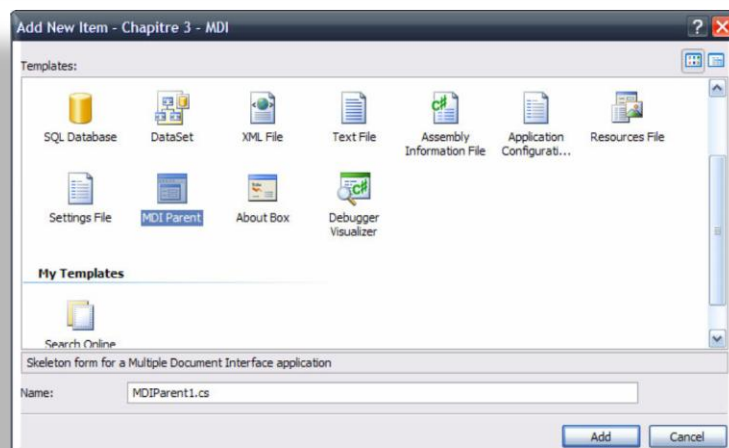 Add New Item - Chapitre 3 - MDI
Templates:
SQL Database
DataSet
XML File
Text File
Assembly
Information File
Application
Configurati...
Resources File
Settings File
MDI Parent
About Box
Debugger
Visualizer
My Templates
Search Online
Skeleton form for a Multiple Document Interface application
Name:
MDIParent1.cs
Add
Cancel